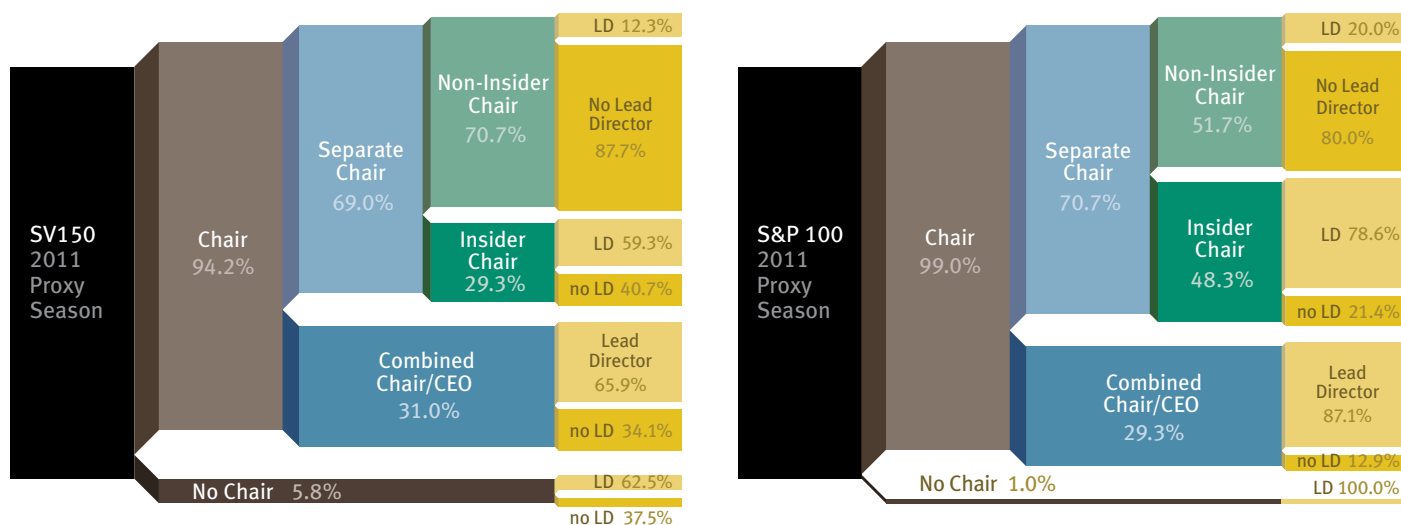 SV150
2011
Proxy
Season
Chair
94.2%
Separate
Chair
69.0%
Non-Insider
Chair
70.7%
LD 12.3%
No Lead
Director
87.7%
Insider
Chair
29.3%
LD 59.3%
no LD 40.7%
Combined
Chair/CEO
31.0%
Lead
Director
65.9%
no LD 34.1%
No Chair 5.8%
LD 62.5%
no LD 37.5%
S&P 100
2011
Proxy
Season
Chair
99.0%
Separate
Chair
70.7%
Non-Insider
Chair
51.7%
LD 20.0%
No Lead
Director
80.0%
Insider
Chair
48.3%
LD 78.6%
no LD 21.4%
Combined
Chair/CEO
29.3%
Lead
Director
87.1%
no LD 12.9%
No Chair 1.0%
LD 100.0%